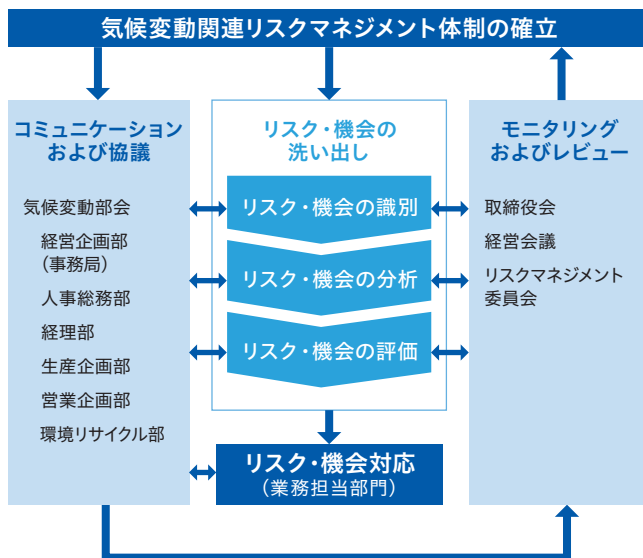 気候変動関連リスクマネジメント体制の確立
コミュニケーション
および協議
気候変動部会
経営企画部
(事務局)
人事総務部
経理部
生産企画部
営業企画部
環境リサイクル部
リスク・機会の
洗い出し
リスク・機会の識別
リスク・機会の分析
リスク・機会の評価
リスク・機会対応
(業務担当部門)
モニタリング
およびレビュー
取締役会
経営会議
リスクマネジメント
委員会